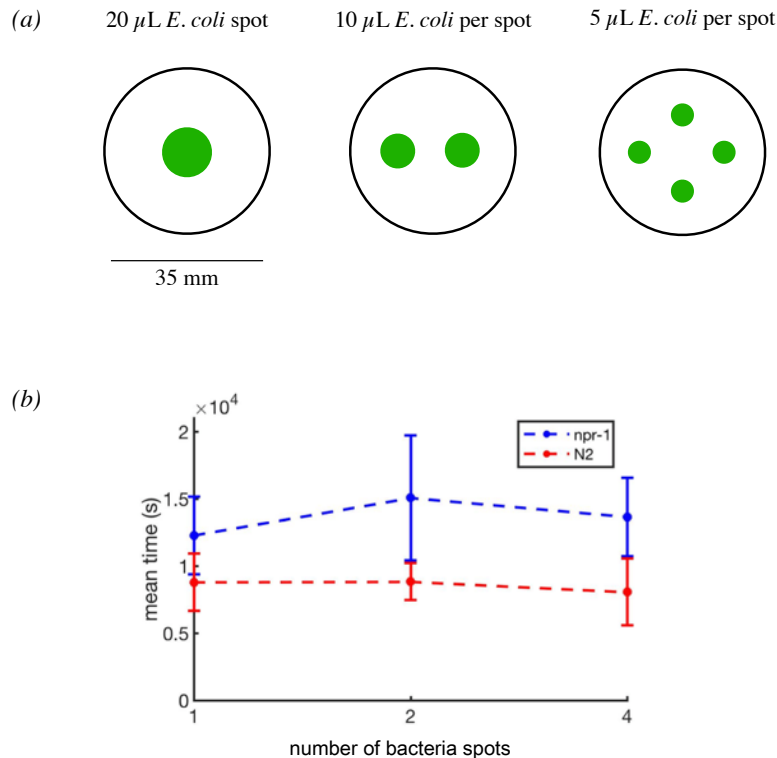 (a)
20 µL E. coli spot
10 µL E. coli per spot
5 µL E. coli per spot
35 mm
(b)
×10⁴
2
1.5
1
0.5
0
mean time (s)
npr-1
N2
1
2
4
number of bacteria spots